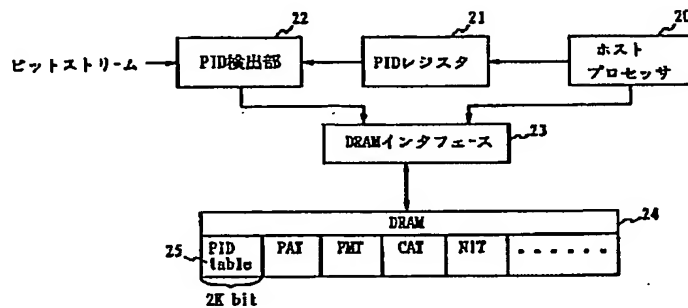 22
21
20
ビットストリーム
PID検出部
PIDレジスタ
ホスト
プロセッサ
DRAMインタフェース
23
DRAM
24
25
PID
table
PAT
PMT
CAT
NIT
------
2K bit